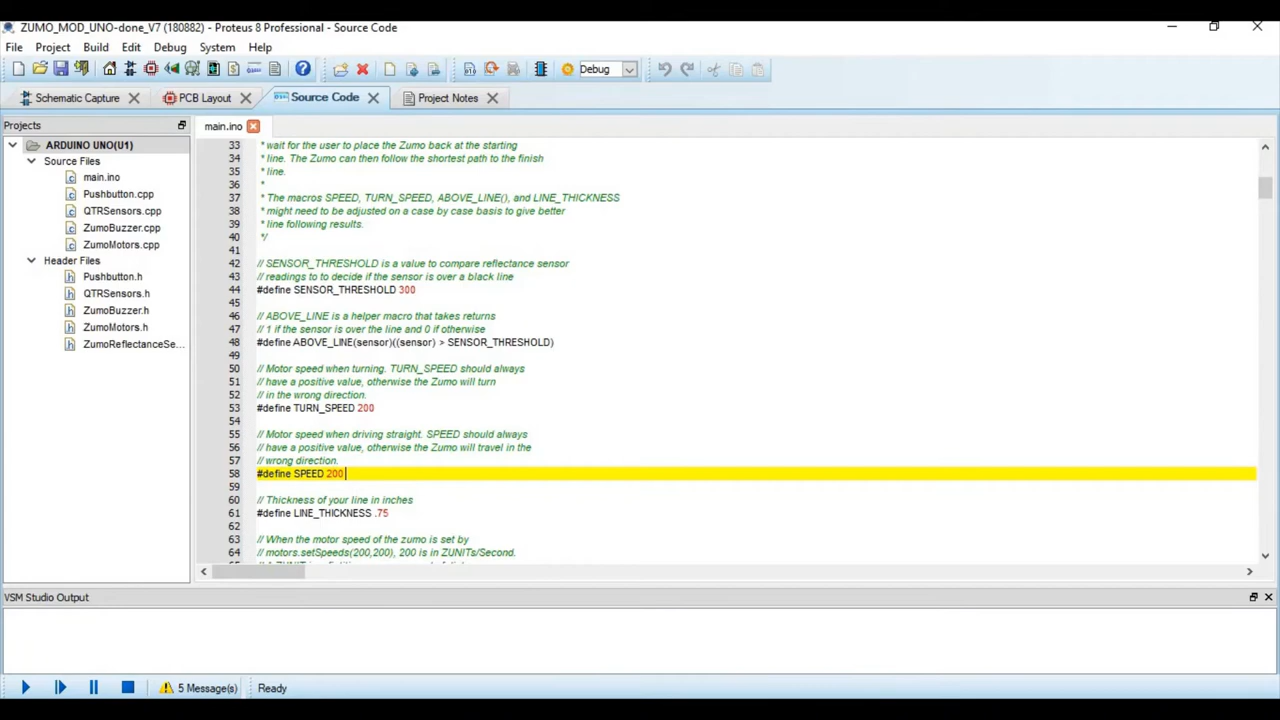 ZUMO_MOD_UNO-done_V7 (180882) - Proteus 8 Professional - Source Code
File Project Build Edit Debug System Help
Debug
Schematic Capture PCB Layout Source Code Project Notes
Projects
ARDUINO UNO(U1)
Source Files
main.ino
Pushbutton.cpp
QTRSensors.cpp
ZumoBuzzer.cpp
ZumoMotors.cpp
Header Files
Pushbutton.h
QTRSensors.h
ZumoBuzzer.h
ZumoMotors.h
ZumoReflectanceSe...
main.ino
33 * wait for the user to place the Zumo back at the starting
34 * line. The Zumo can then follow the shortest path to the finish
35 * line.
36 *
37 * The macros SPEED, TURN_SPEED, ABOVE_LINE(), and LINE_THICKNESS
38 * might need to be adjusted on a case by case basis to give better
39 * line following results.
40 */
41
42 // SENSOR_THRESHOLD is a value to compare reflectance sensor
43 // readings to to decide if the sensor is over a black line
44 #define SENSOR_THRESHOLD 300
45
46 // ABOVE_LINE is a helper macro that takes returns
47 // 1 if the sensor is over the line and 0 if otherwise
48 #define ABOVE_LINE(sensor)((sensor) > SENSOR_THRESHOLD)
49
50 // Motor speed when turning. TURN_SPEED should always
51 // have a positive value, otherwise the Zumo will turn
52 // in the wrong direction.
53 #define TURN_SPEED 200
54
55 // Motor speed when driving straight. SPEED should always
56 // have a positive value, otherwise the Zumo will travel in the
57 // wrong direction.
58 #define SPEED 200
59
60 // Thickness of your line in inches
61 #define LINE_THICKNESS .75
62
63 // When the motor speed of the zumo is set by
64 // motors.setSpeeds(200,200), 200 is in ZUNITs/Second.
VSM Studio Output
5 Message(s) Ready